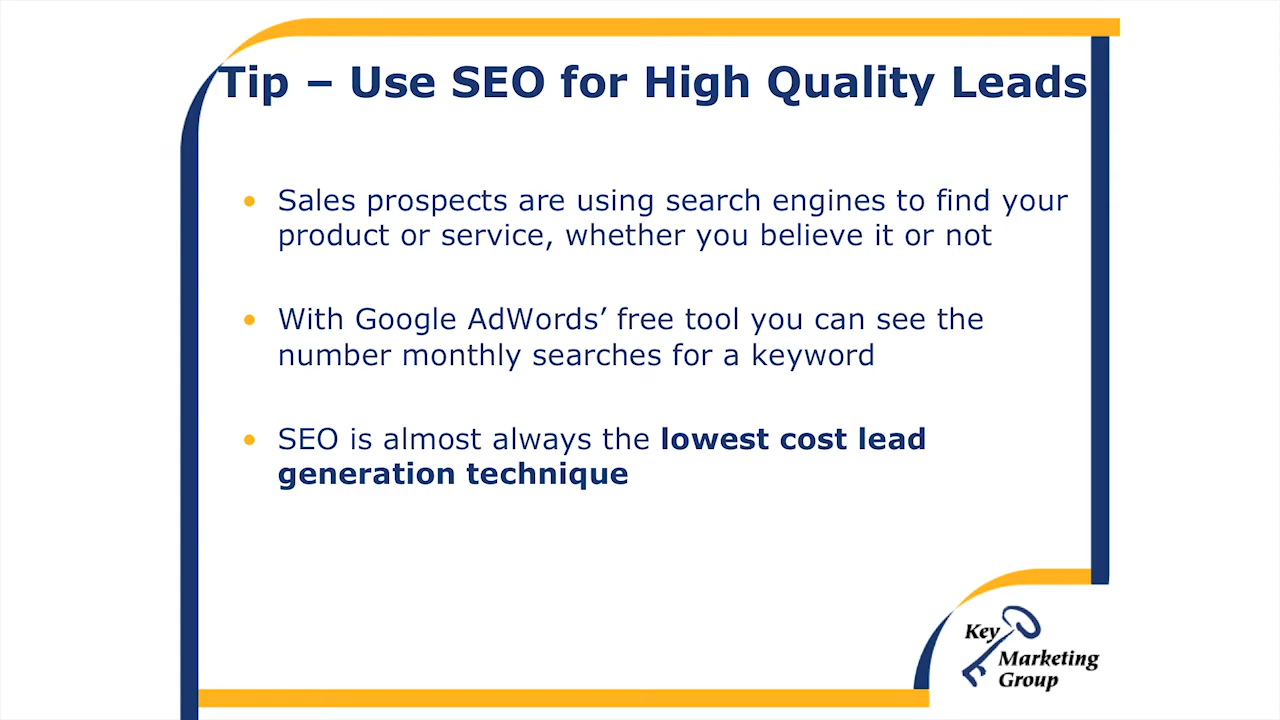 Tip – Use SEO for High Quality Leads
• Sales prospects are using search engines to find your
product or service, whether you believe it or not
• With Google AdWords’ free tool you can see the
number monthly searches for a keyword
• SEO is almost always the lowest cost lead
generation technique
Key
Marketing
Group